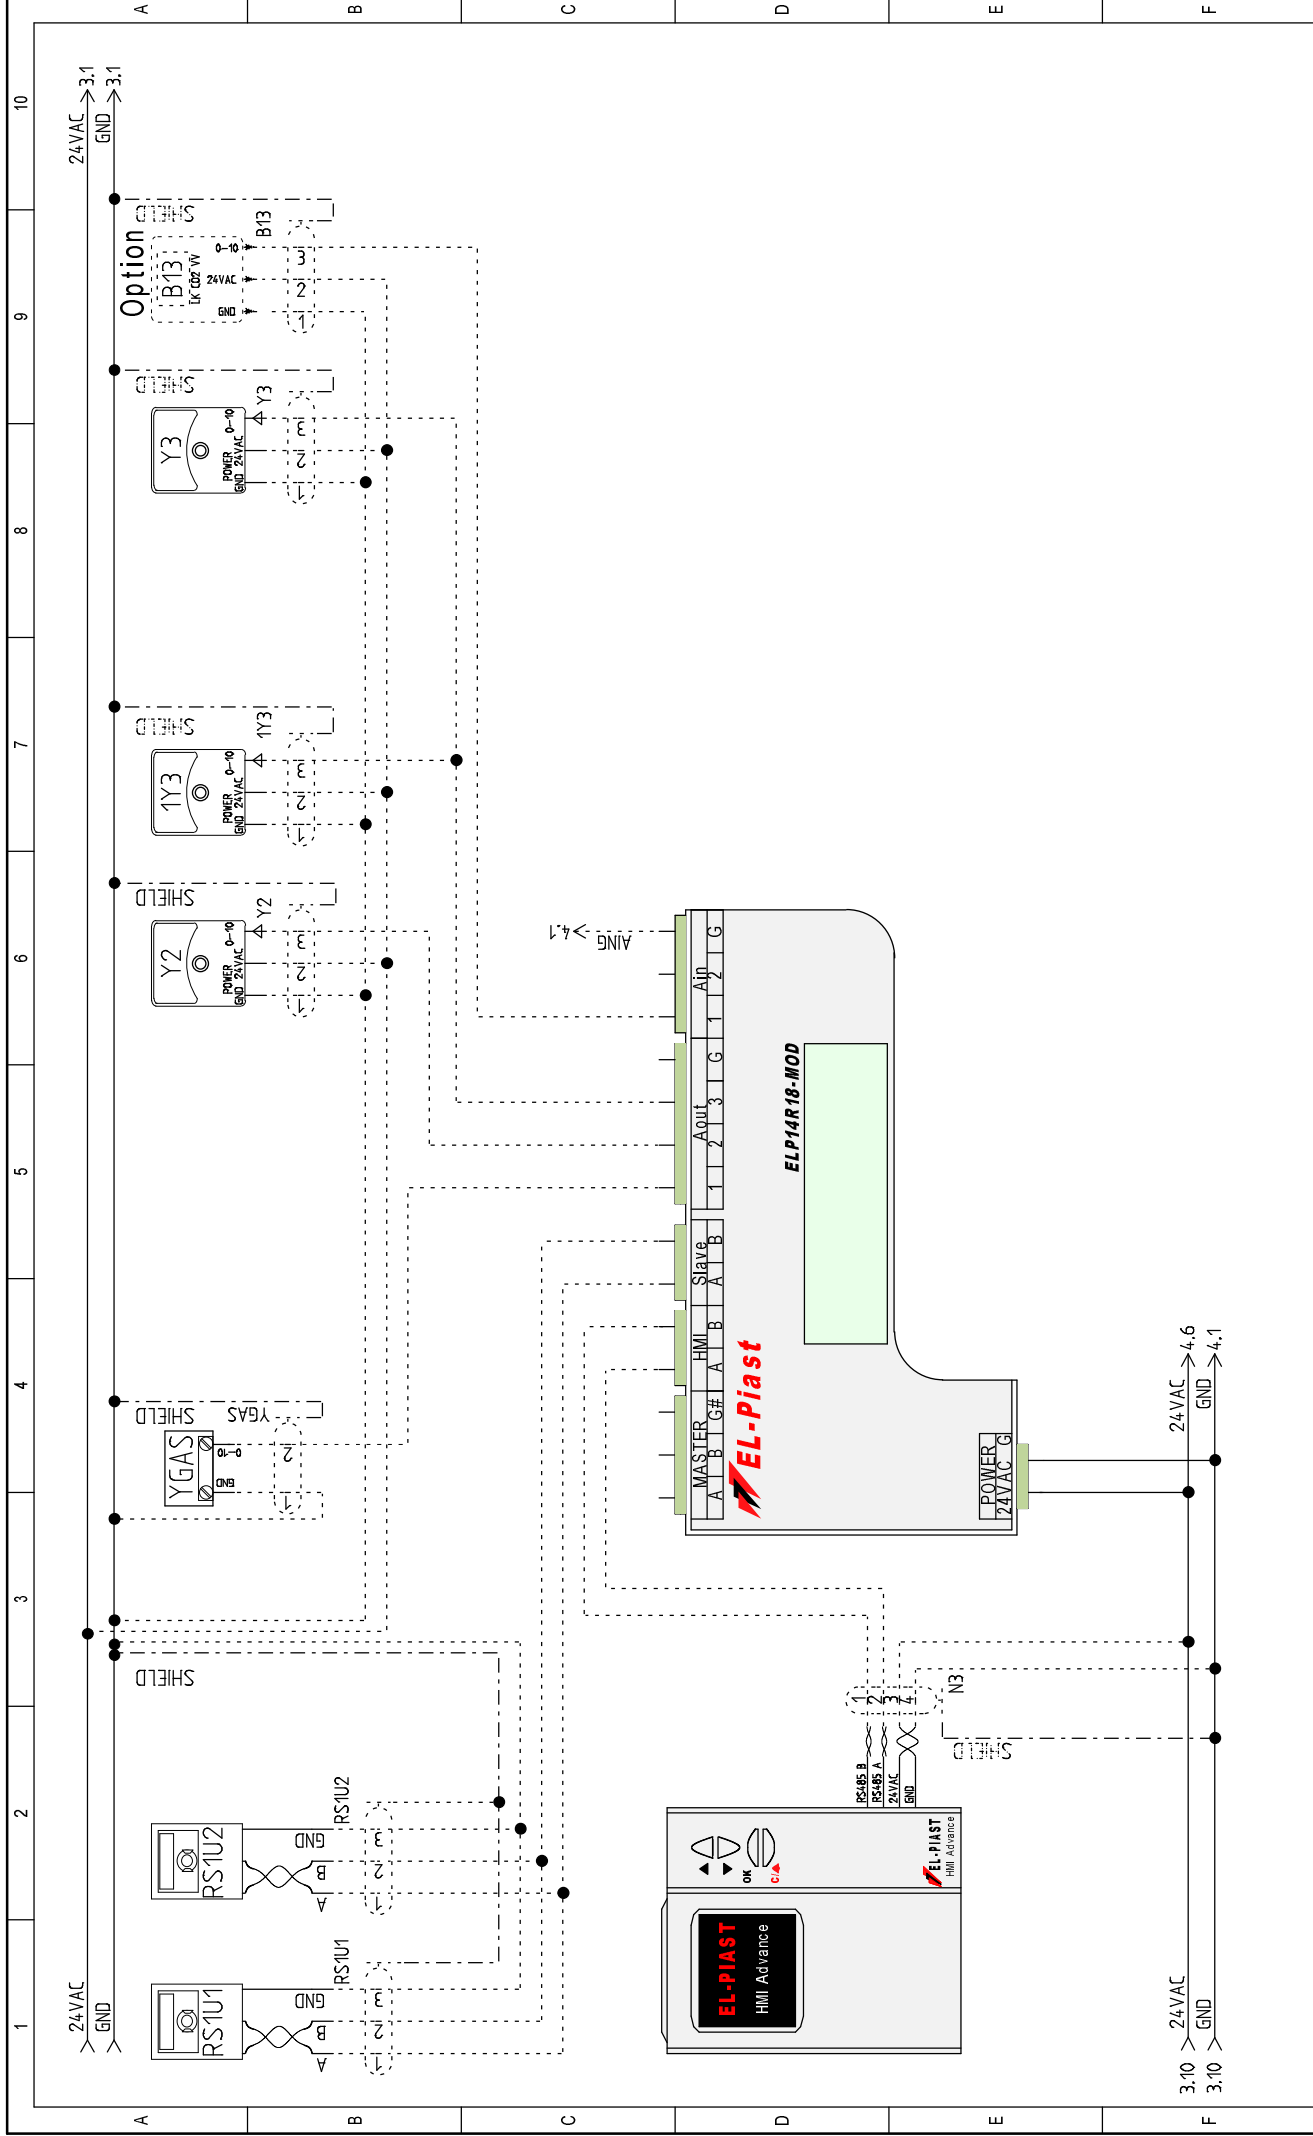 A
B
C
D
E
F
10
9
8
7
6
5
4
3
2
1
24VAC
3.1
GND
3.1
Option
B13
LK CO2 VV
0-10
24VAC
GND
SHIELD
B13
3
2
1
Y3
POWER
GND 24VAC 0-10
SHIELD
Y3
3
2
1
1Y3
POWER
GND 24VAC 0-10
SHIELD
1Y3
3
2
1
Y2
POWER
GND 24VAC 0-10
SHIELD
Y2
3
2
1
YGAS
GND 0-10
SHIELD
YGAS
2
1
SHIELD
RS1U2
GND
B
A
RS1U2
3
2
1
RS1U1
GND
B
A
RS1U1
3
2
1
24VAC
GND
4.1
AING
MASTER HMI Slave Aout Ain
A B G# A B A B 1 2 3 G 1 2 G
EL-Piast
ELP14R18-MOD
POWER
24VAC G
EL-PIAST
HMI Advance
OK
C/
EL-PIAST
HMI Advance
RS485 B
RS485 A
24VAC
GND
1
2
3
4
N3
SHIELD
24VAC
4.6
GND
4.1
3.10
24VAC
3.10
GND
A
B
C
D
E
F